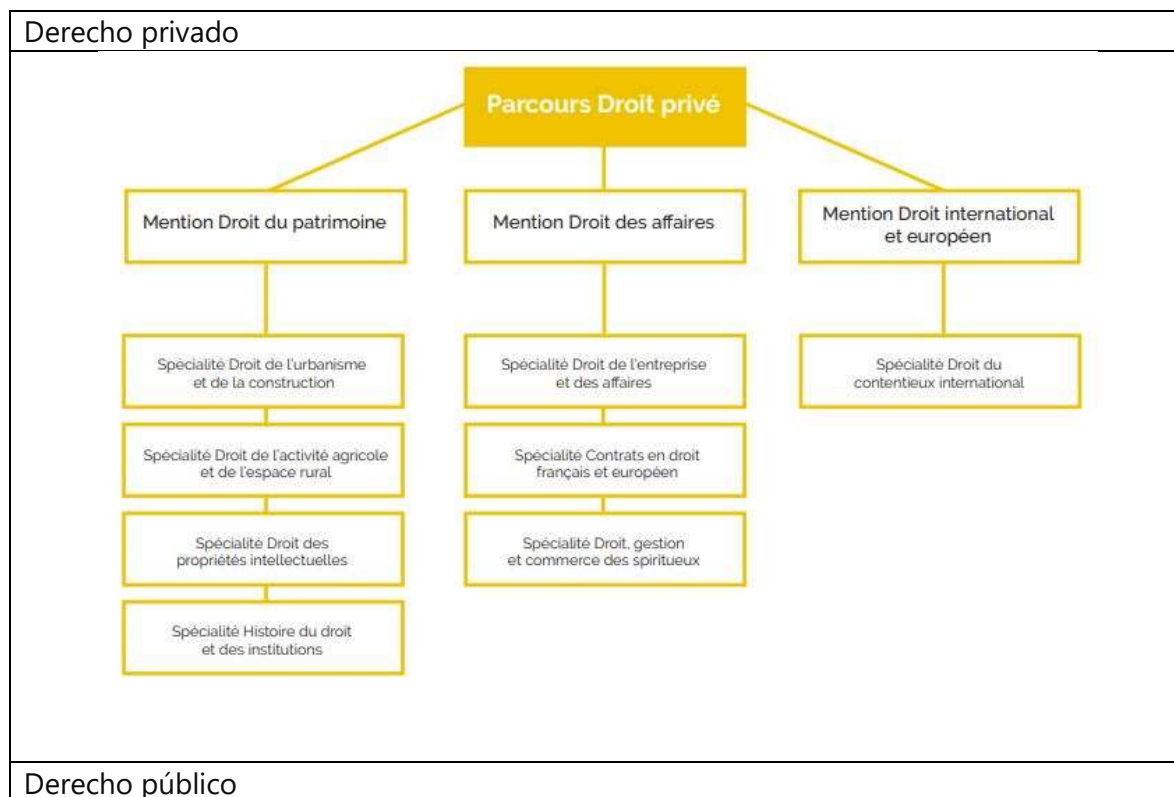 Derecho privado
Parcours Droit privé
Mention Droit du patrimoine
Mention Droit des affaires
Mention Droit international
et européen
Spécialité Droit de l'urbanisme
et de la construction
Spécialité Droit de l'entreprise
et des affaires
Spécialité Droit du
contentieux international
Spécialité Droit de l'activité agricole
et de l'espace rural
Spécialité Contrats en droit
français et européen
Spécialité Droit des
propriétés intellectuelles
Spécialité Droit, gestion
et commerce des spiritueux
Spécialité Histoire du droit
et des institutions
Derecho público